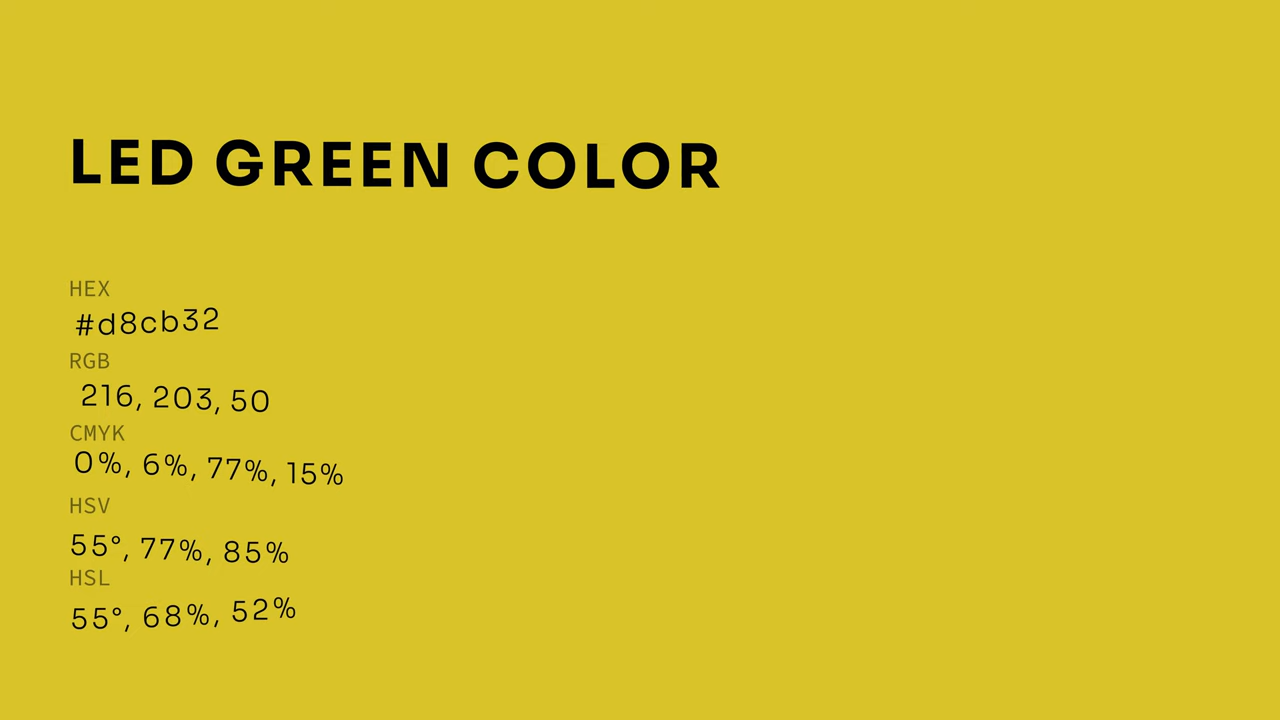 LED GREEN COLOR
HEX
#d8cb32
RGB
216, 203, 50
CMYK
0%, 6%, 77%, 15%
HSV
55°, 77%, 85%
HSL
55°, 68%, 52%